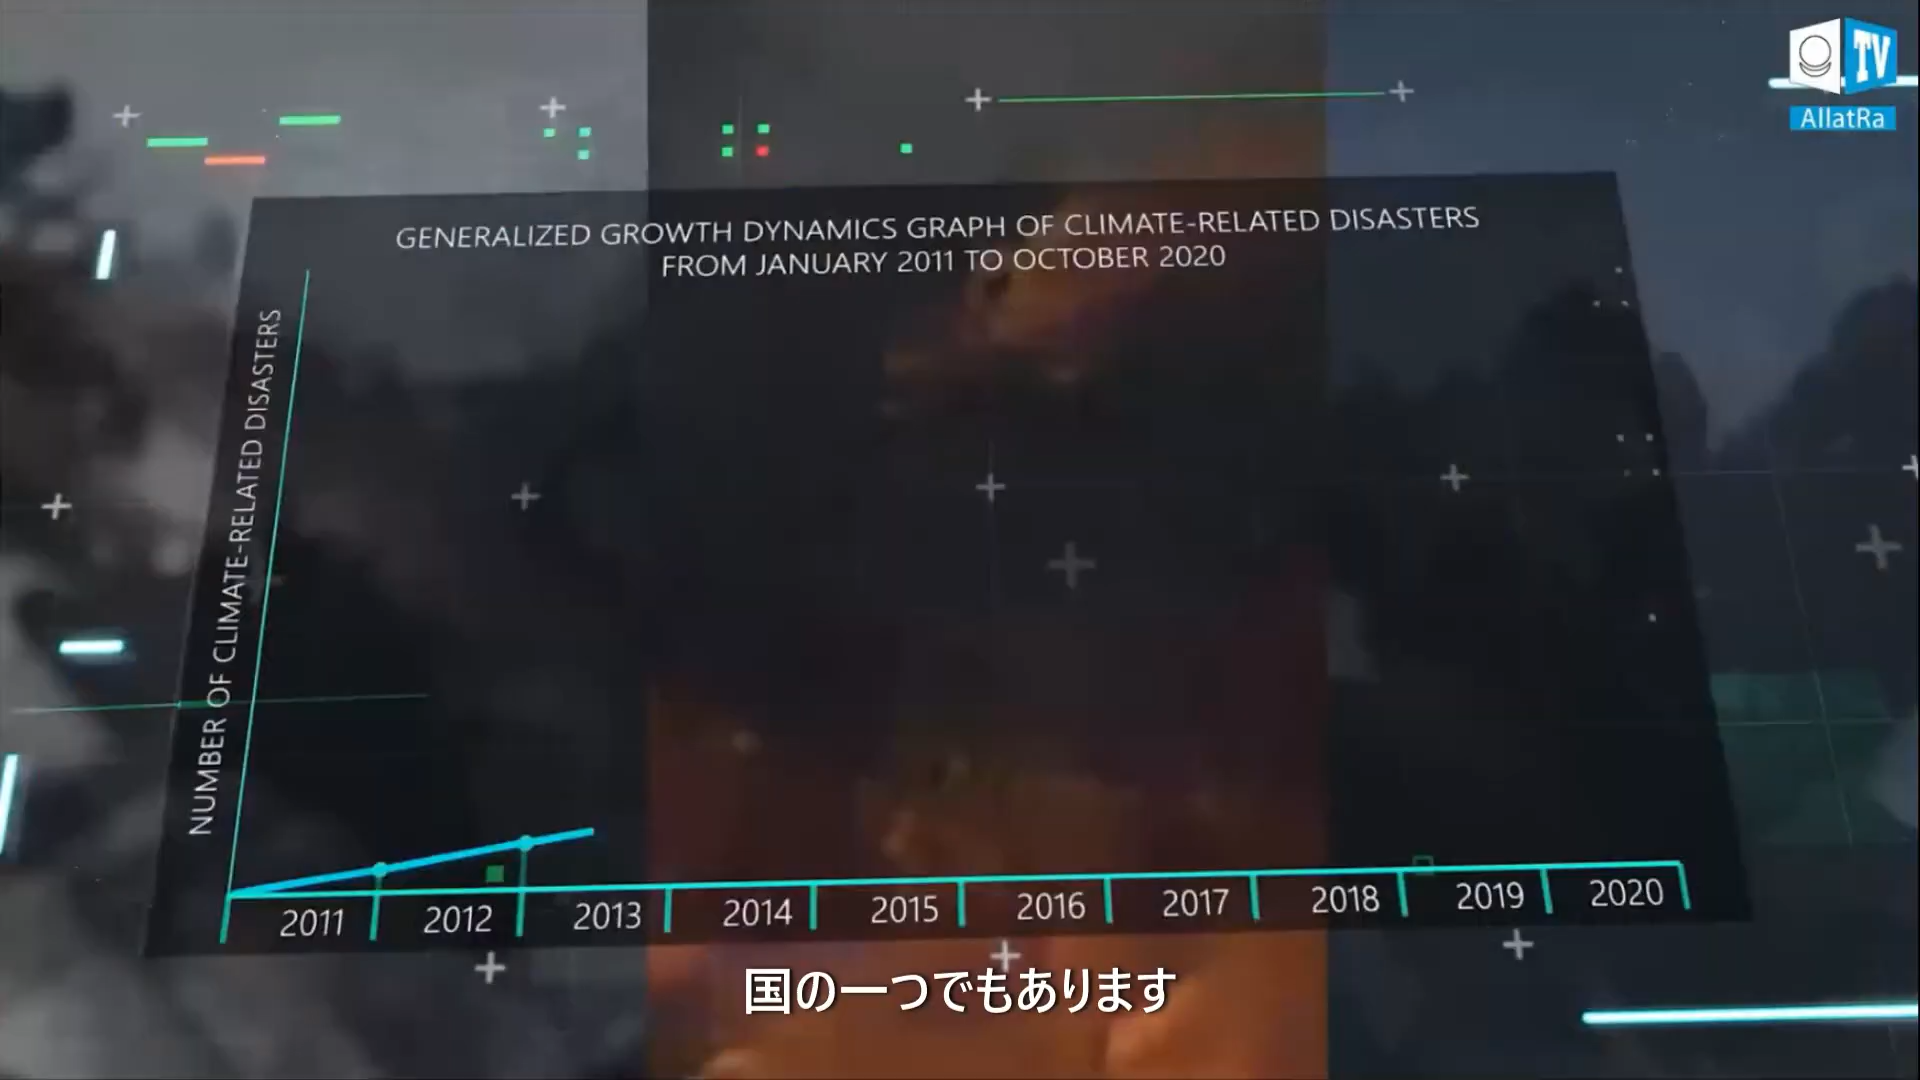 TV
AllatRa
GENERALIZED GROWTH DYNAMICS GRAPH OF CLIMATE-RELATED DISASTERS
FROM JANUARY 2011 TO OCTOBER 2020
NUMBER OF CLIMATE-RELATED DISASTERS
2011 2012 2013 2014 2015 2016 2017 2018 2019 2020
国の一つでもあります